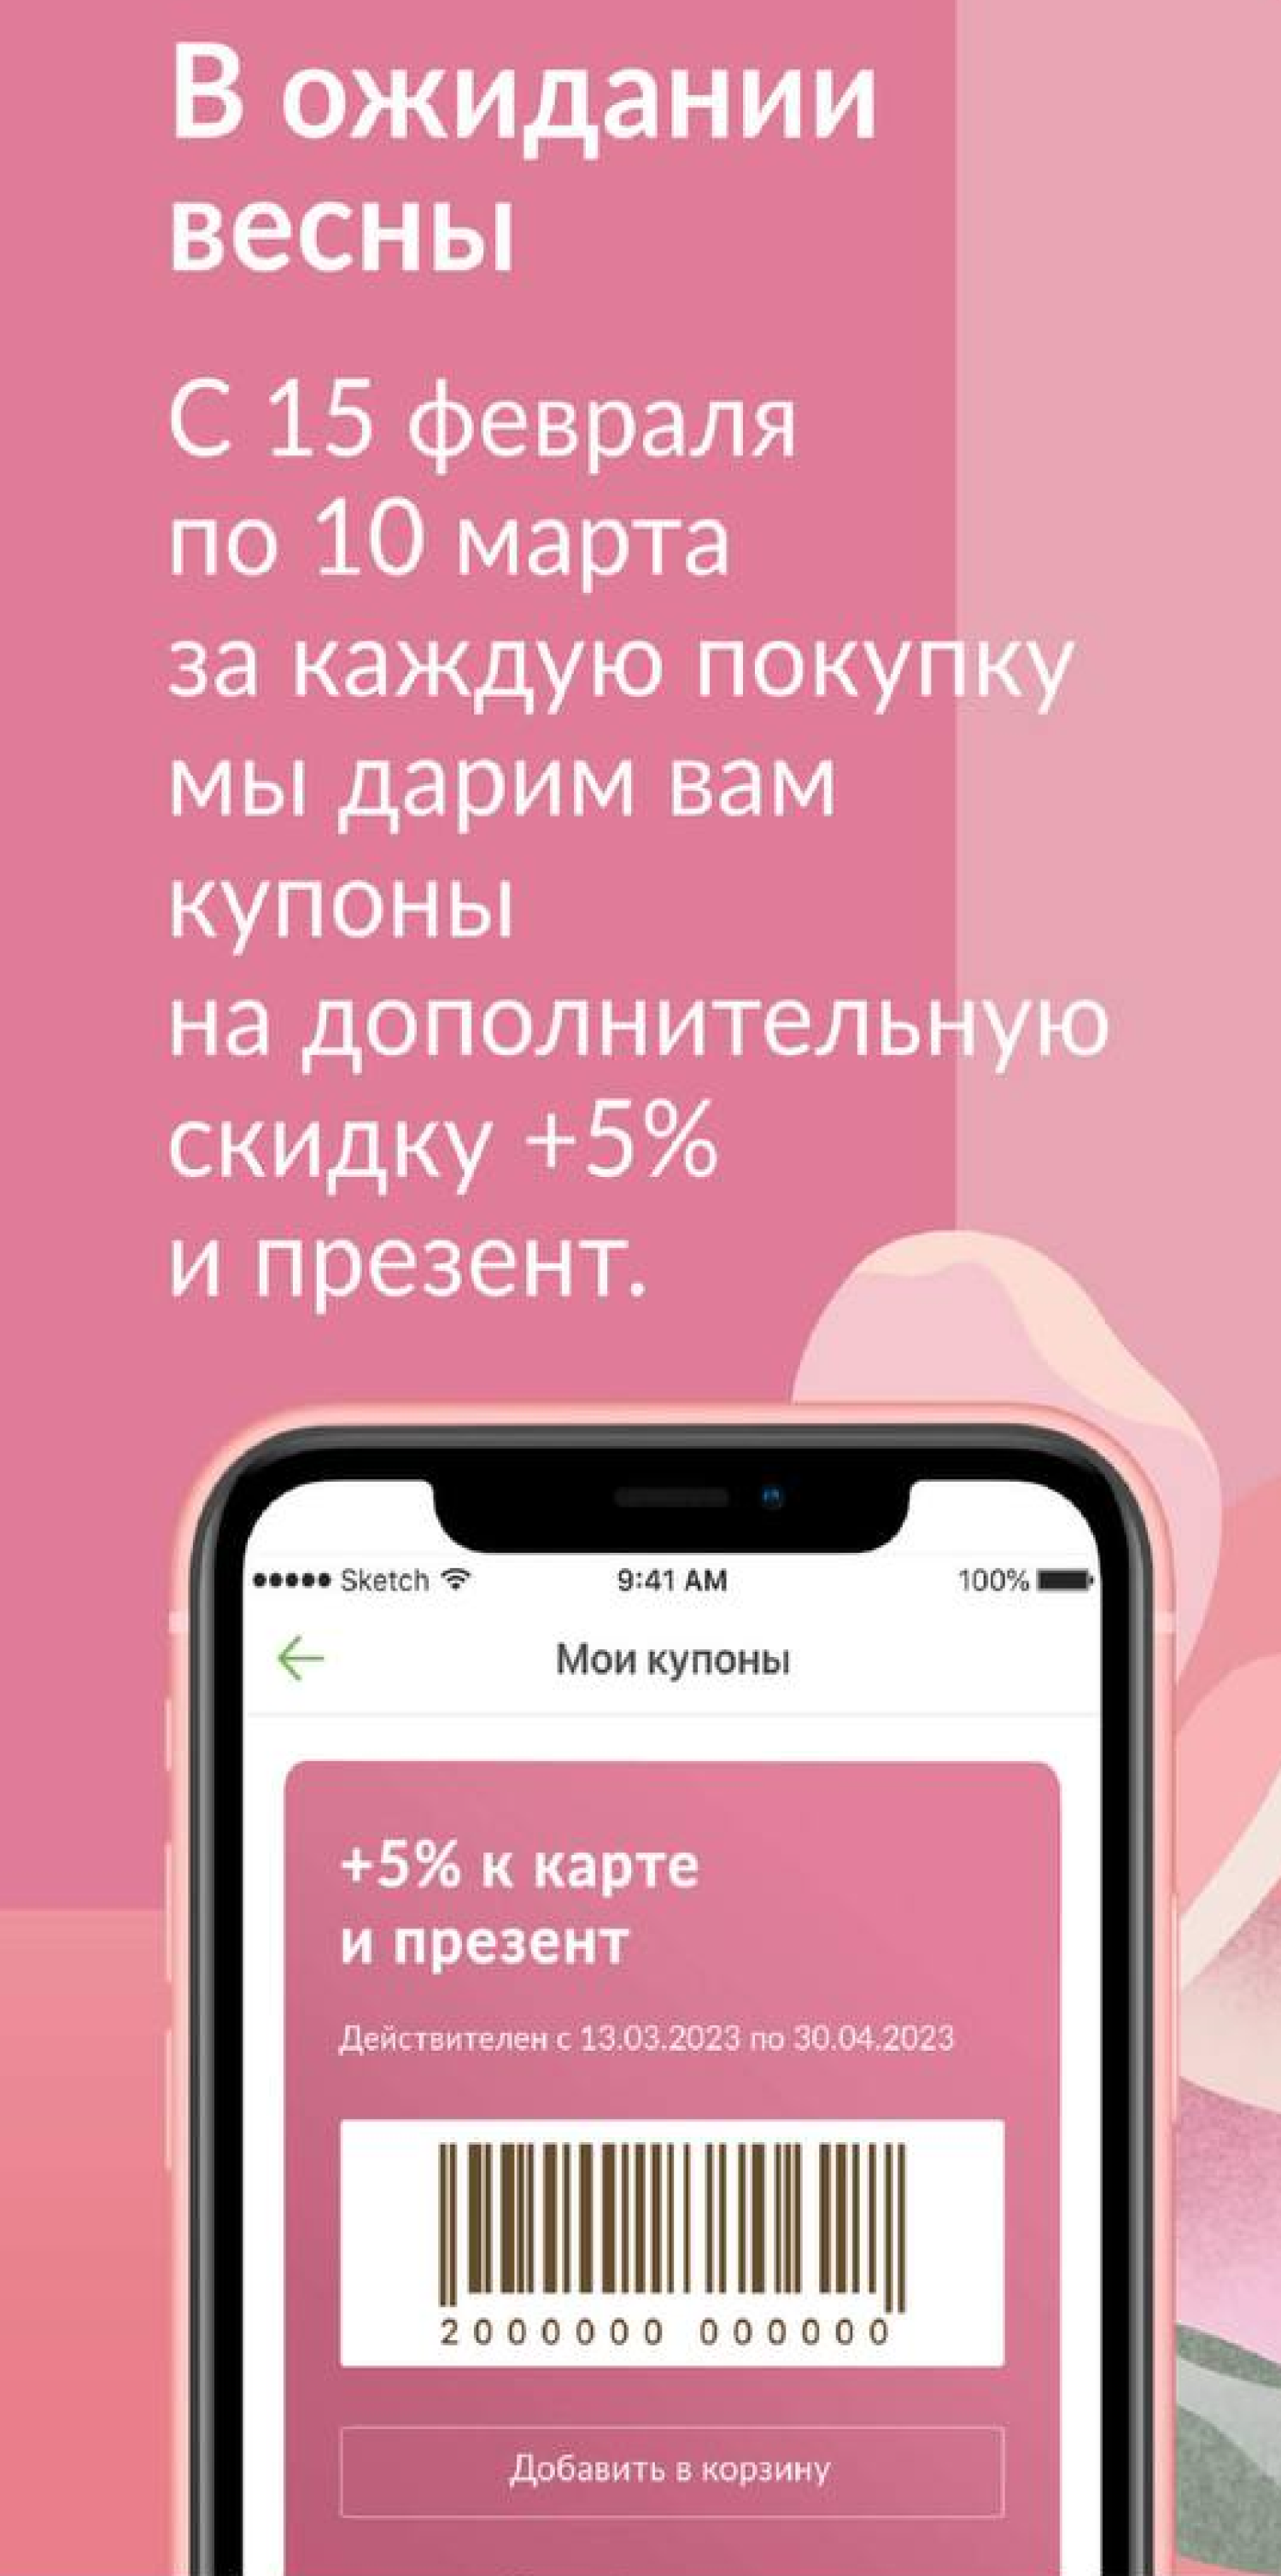 В ожидании
весны
С 15 февраля
по 10 марта
за каждую покупку
мы дарим вам
купоны
на дополнительную
скидку +5%
и презент.
••••• Sketch 9:41 AM 100%
Мои купоны
+5% к карте
и презент
Действителен с 13.03.2023 по 30.04.2023
2000000 000000
Добавить в корзину